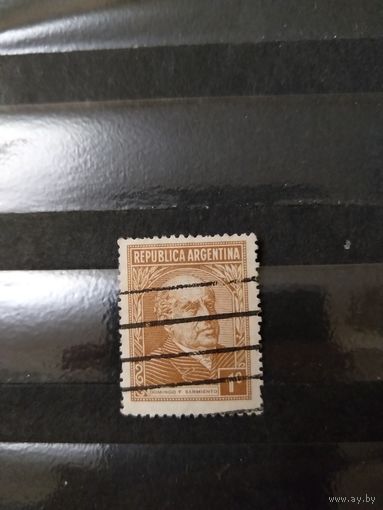 REPUBLICA ARGENTINA
DOMINGO F. SARMIENTO
1c
www.ay.by